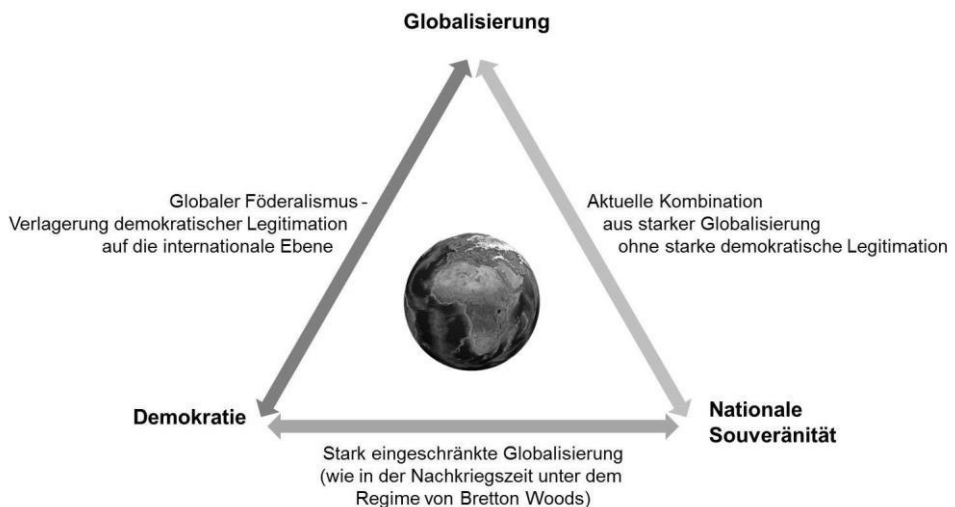 Globalisierung
Globaler Föderalismus -
Verlagerung demokratischer Legitimation
auf die internationale Ebene
Aktuelle Kombination
aus starker Globalisierung
ohne starke demokratische Legitimation
Demokratie
Nationale
Souveränität
Stark eingeschränkte Globalisierung
(wie in der Nachkriegszeit unter dem
Regime von Bretton Woods)